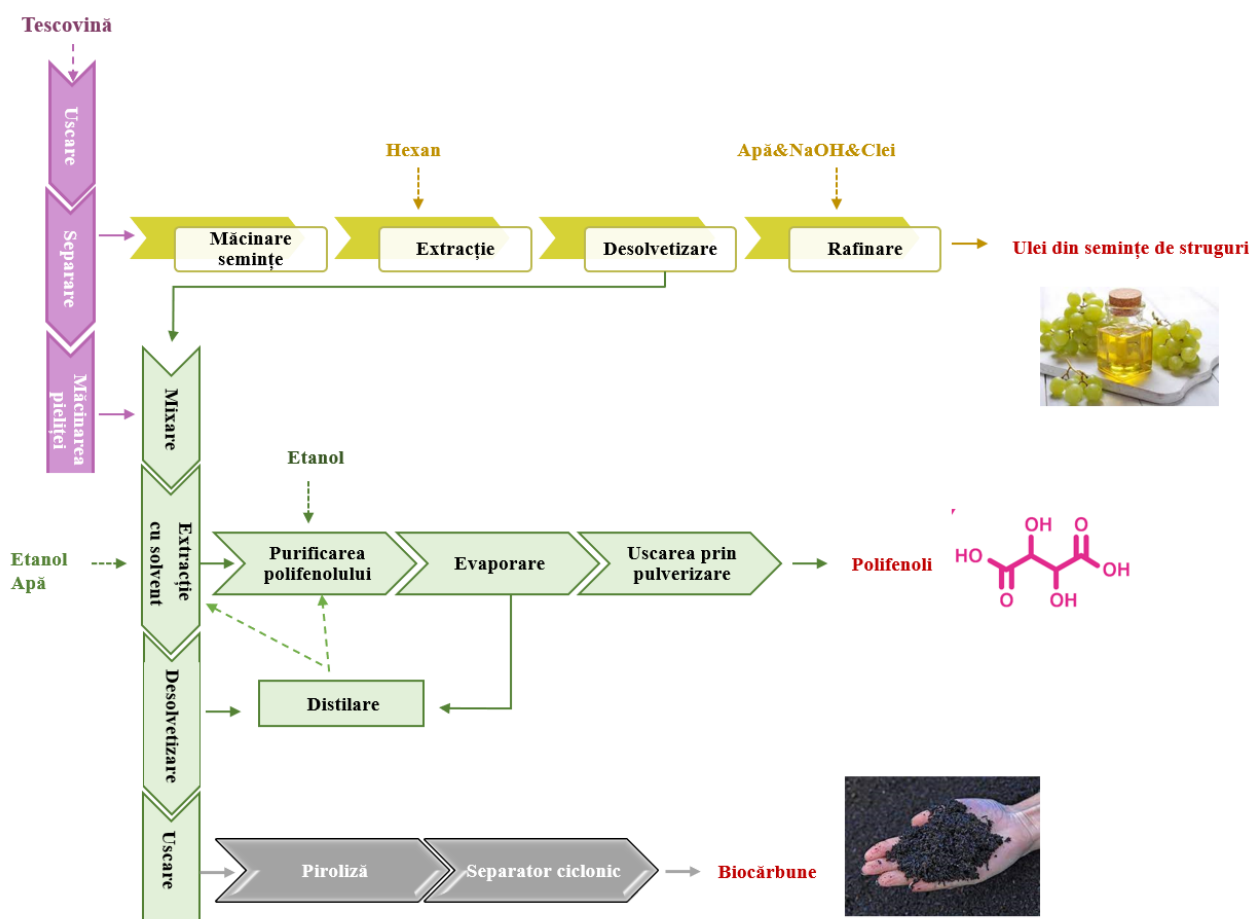 Tescovină
Uscare
Separare
Măcinarea
pieliței
Hexan
Apă&NaOH&Clei
Măcinare
semințe
Extracție
Desolvetizare
Rafinare
Ulei din semințe de struguri
Mixare
Etanol
Etanol
Apă
Extracție
cu solvent
Purificarea
polifenolului
Evaporare
Uscarea prin
pulverizare
Polifenoli
OH
O
HO
OH
O
OH
Desolvetizare
Distilare
Uscare
Piroliză
Separator ciclonic
Biocărbune